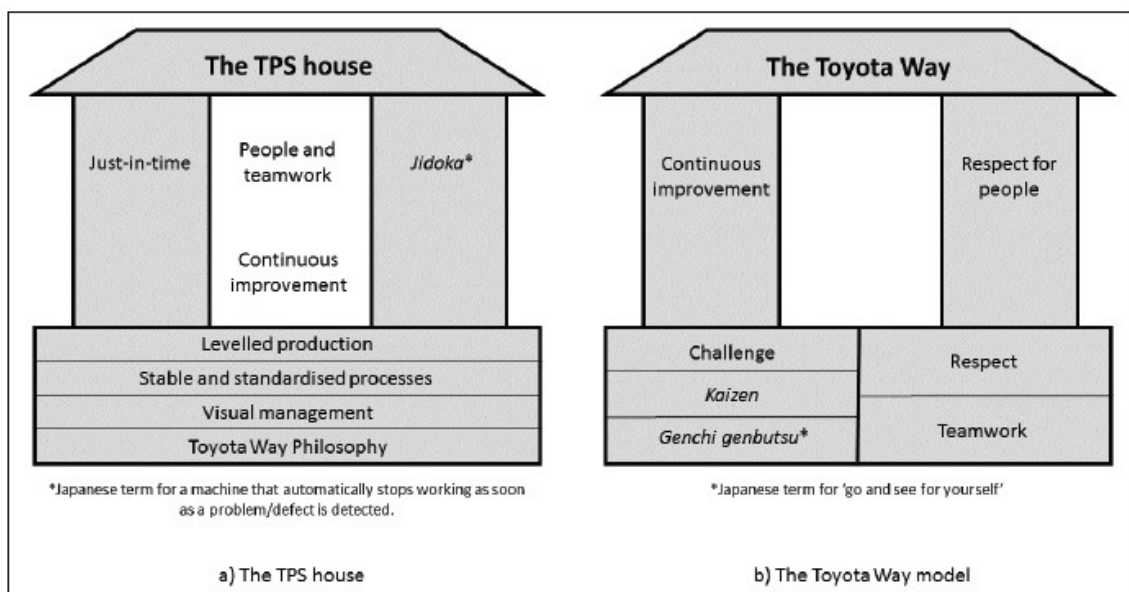 The TPS house
Just-in-time
People and
teamwork
Continuous
improvement
Jidoka*
Levelled production
Stable and standardised processes
Visual management
Toyota Way Philosophy
*Japanese term for a machine that automatically stops working as soon
as a problem/defect is detected.
a) The TPS house
The Toyota Way
Continuous
improvement
Respect for
people
Challenge
Kaizen
Genchi genbutsu*
Respect
Teamwork
*Japanese term for ‘go and see for yourself’
b) The Toyota Way model